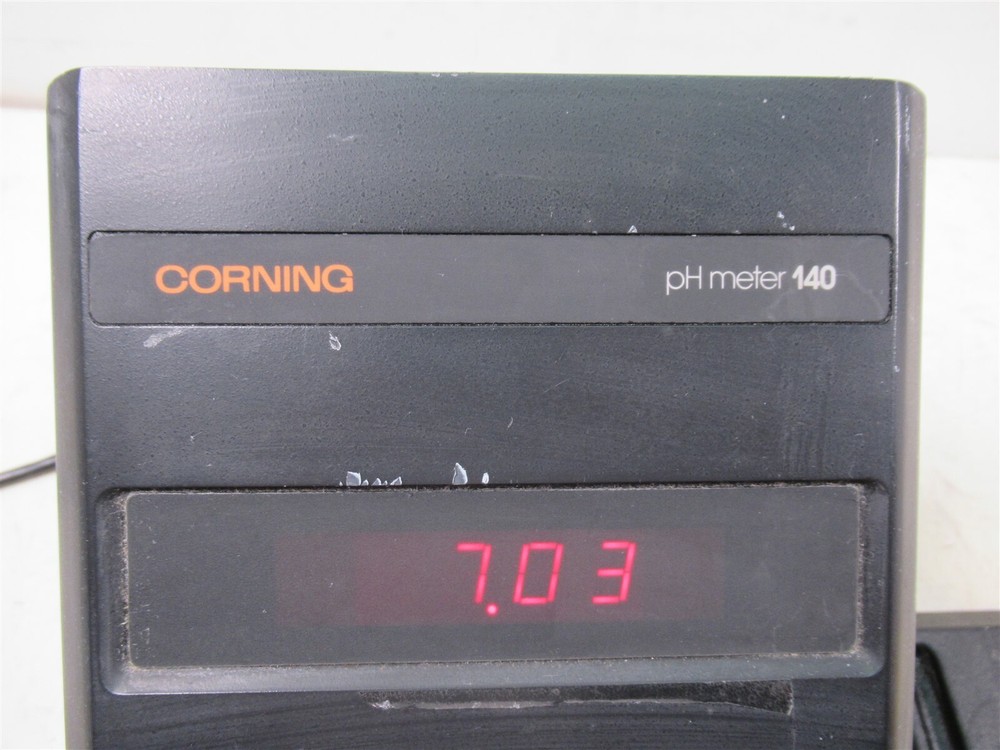 CORNING
pH meter 140
7.03